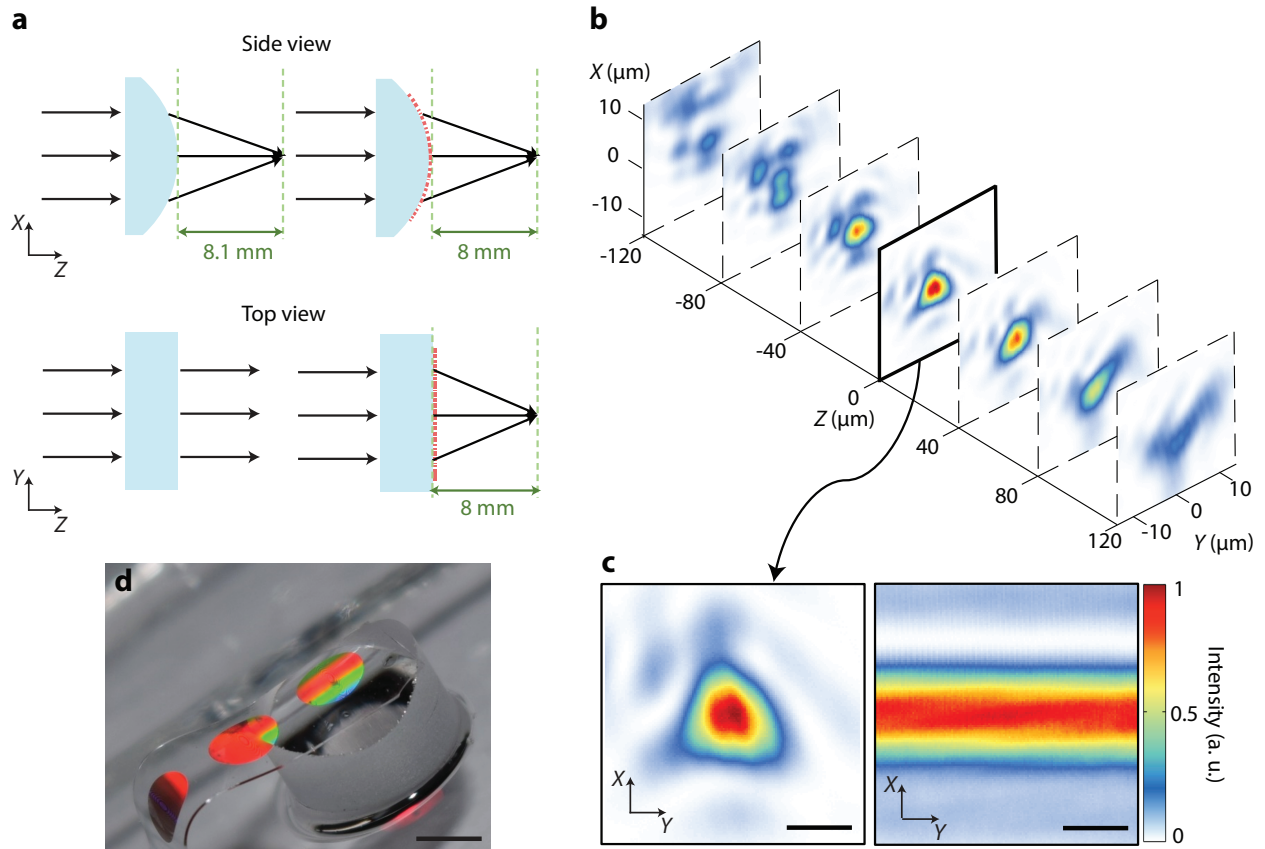 a
Side view
X
Z
8.1 mm
8 mm
Top view
Y
Z
8 mm
b
X (μm)
10
0
-10
-120
-80
-40
0
Z (μm)
40
80
120
-10
0
10
Y (μm)
c
X
Y
X
Y
1
0.5
0
Intensity (a. u.)
d